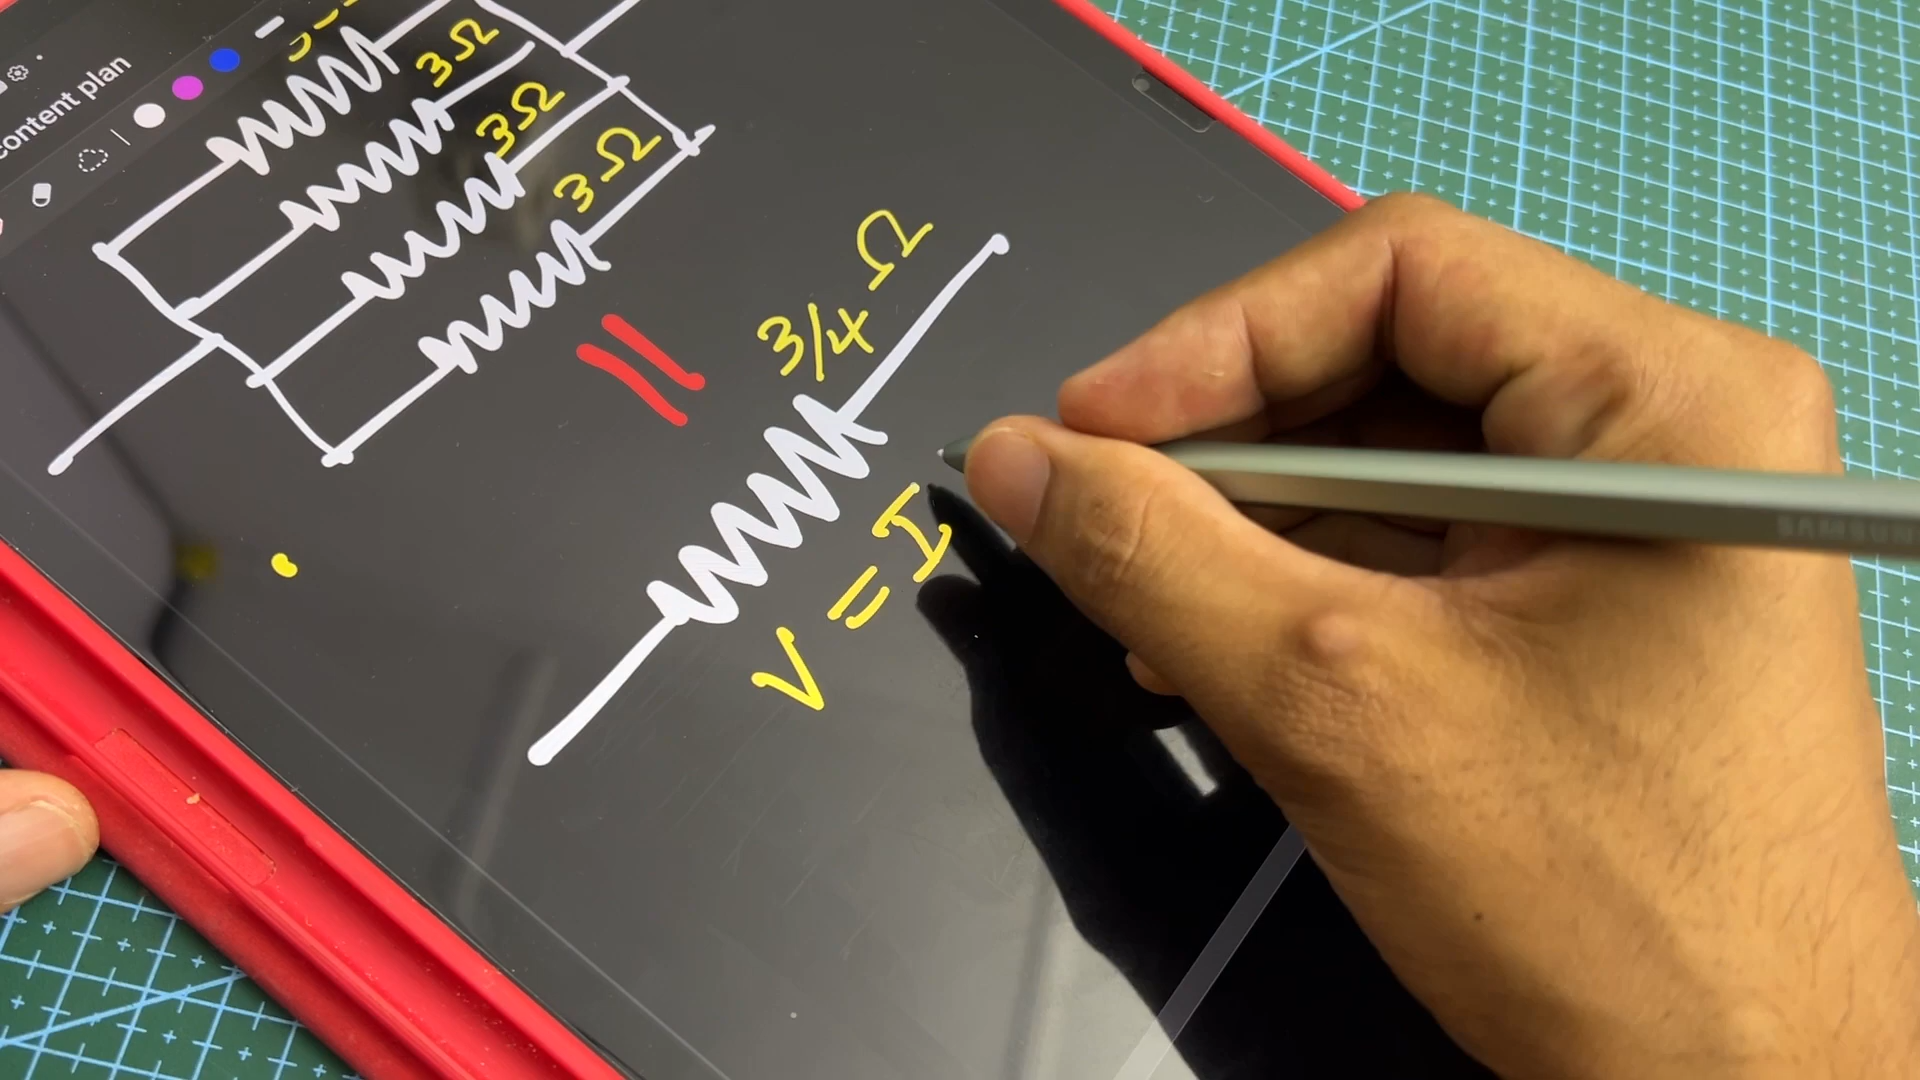 content plan
3Ω
3Ω
3Ω
3/4 Ω
V = I
SAMSUNG